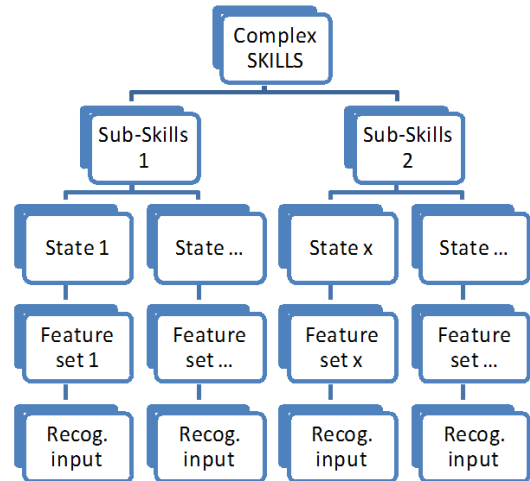 Complex
SKILLS
Sub-Skills
1
Sub-Skills
2
State 1
State ...
State x
State ...
Feature
set 1
Feature
set ...
Feature
set x
Feature
set ...
Recog.
input
Recog.
input
Recog.
input
Recog.
input